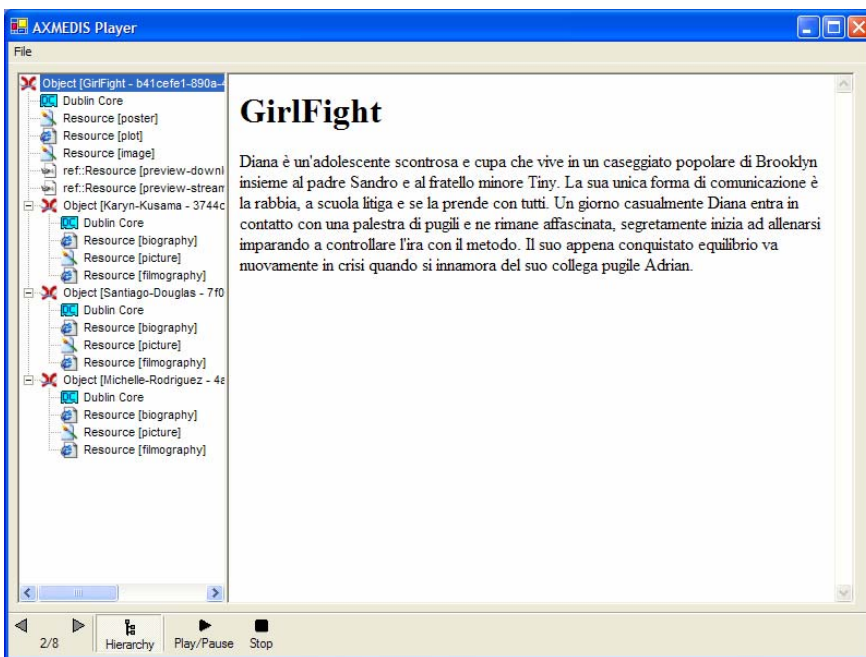 AXMEDIS Player
File
Object [GirlFight - b41cefe1-890a-4
Dublin Core
Resource [poster]
Resource [plot]
Resource [image]
ref::Resource [preview-downl
ref::Resource [preview-stream
Object [Karyn-Kusama - 3744c
Dublin Core
Resource [biography]
Resource [picture]
Resource [filmography]
Object [Santiago-Douglas - 7f0
Dublin Core
Resource [biography]
Resource [picture]
Resource [filmography]
Object [Michelle-Rodriguez - 4a
Dublin Core
Resource [biography]
Resource [picture]
Resource [filmography]
GirlFight
Diana è un'adolescente scontrosa e cupa che vive in un caseggiato popolare di Brooklyn
insieme al padre Sandro e al fratello minore Tiny. La sua unica forma di comunicazione è
la rabbia, a scuola litiga e se la prende con tutti. Un giorno casualmente Diana entra in
contatto con una palestra di pugili e ne rimane affascinata, segretamente inizia ad allenarsi
imparando a controllare l'ira con il metodo. Il suo appena conquistato equilibrio va
nuovamente in crisi quando si innamora del suo collega pugile Adrian.
2/8 Hierarchy Play/Pause Stop